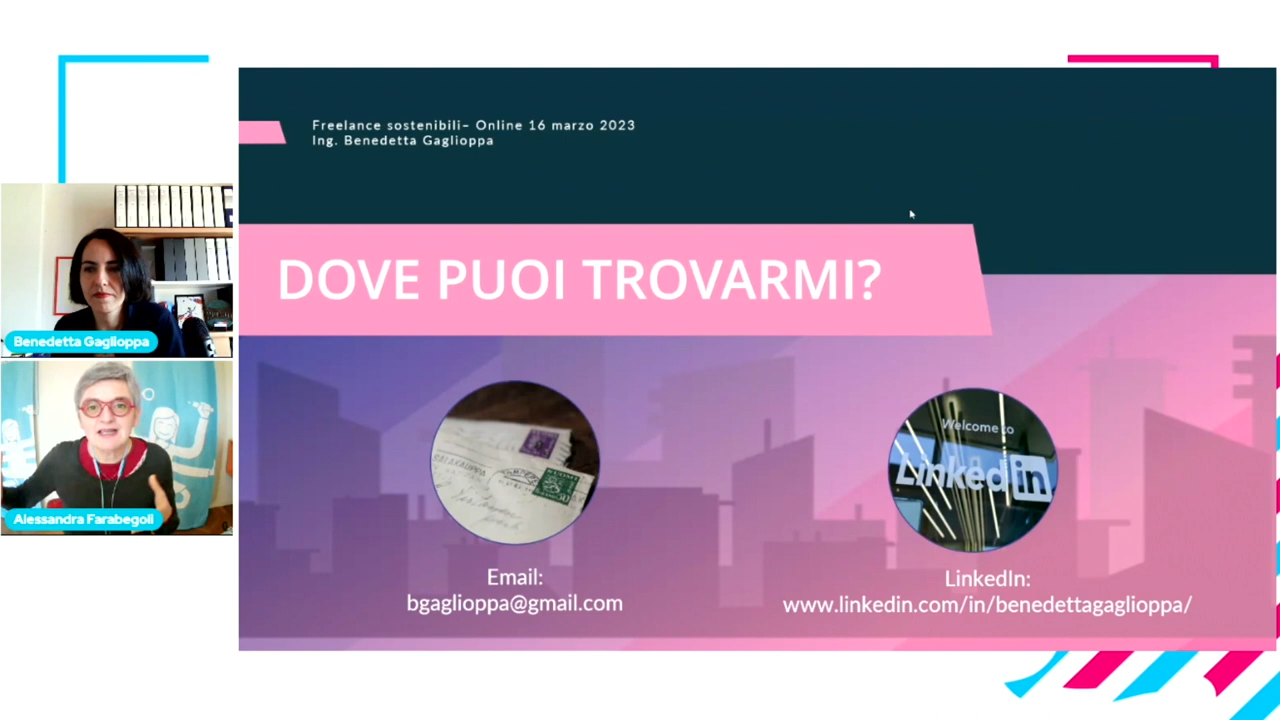 Freelance sostenibili– Online 16 marzo 2023
Ing. Benedetta Gaglioppa
DOVE PUOI TROVARMI?
Benedetta Gaglioppa
Alessandra Farabegoli
Welcome to
Linkedin
Email:
bgaglioppa@gmail.com
LinkedIn:
www.linkedin.com/in/benedettagaglioppa/